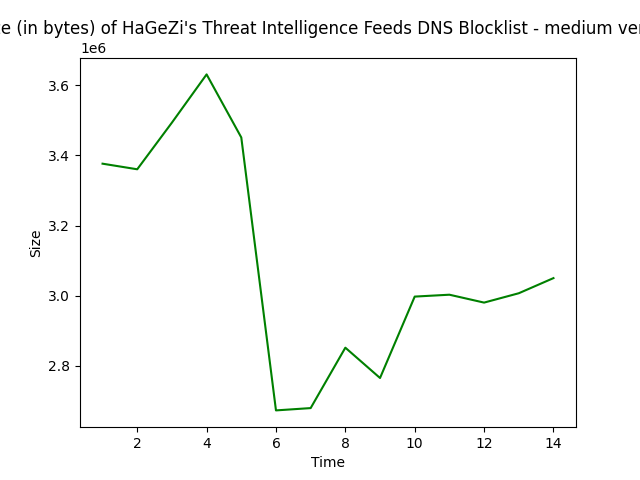 (in bytes) of HaGeZi's Threat Intelligence Feeds DNS Blocklist - medium
1e6
3.6
3.4
3.2
3.0
2.8
Size
2 4 6 8 10 12 14
Time